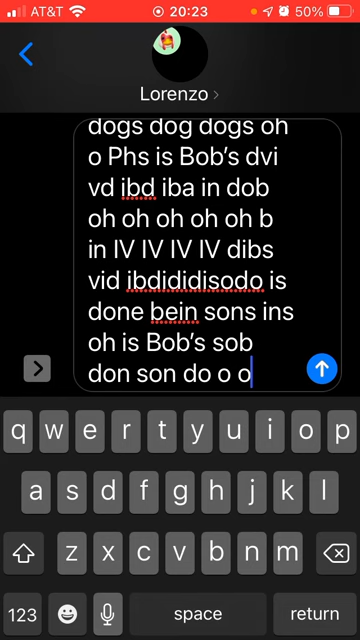 AT&T 20:23 50%
Lorenzo
dogs dog dogs oh
o Phs is Bob's dvi
vd ibd iba in dob
oh oh oh oh oh b
in IV IV IV IV dibs
vid ibdididisodo is
done bein sons ins
oh is Bob's sob
don son do o o
q w e r t y u i o p
a s d f g h j k l
z x c v b n m
123 space return